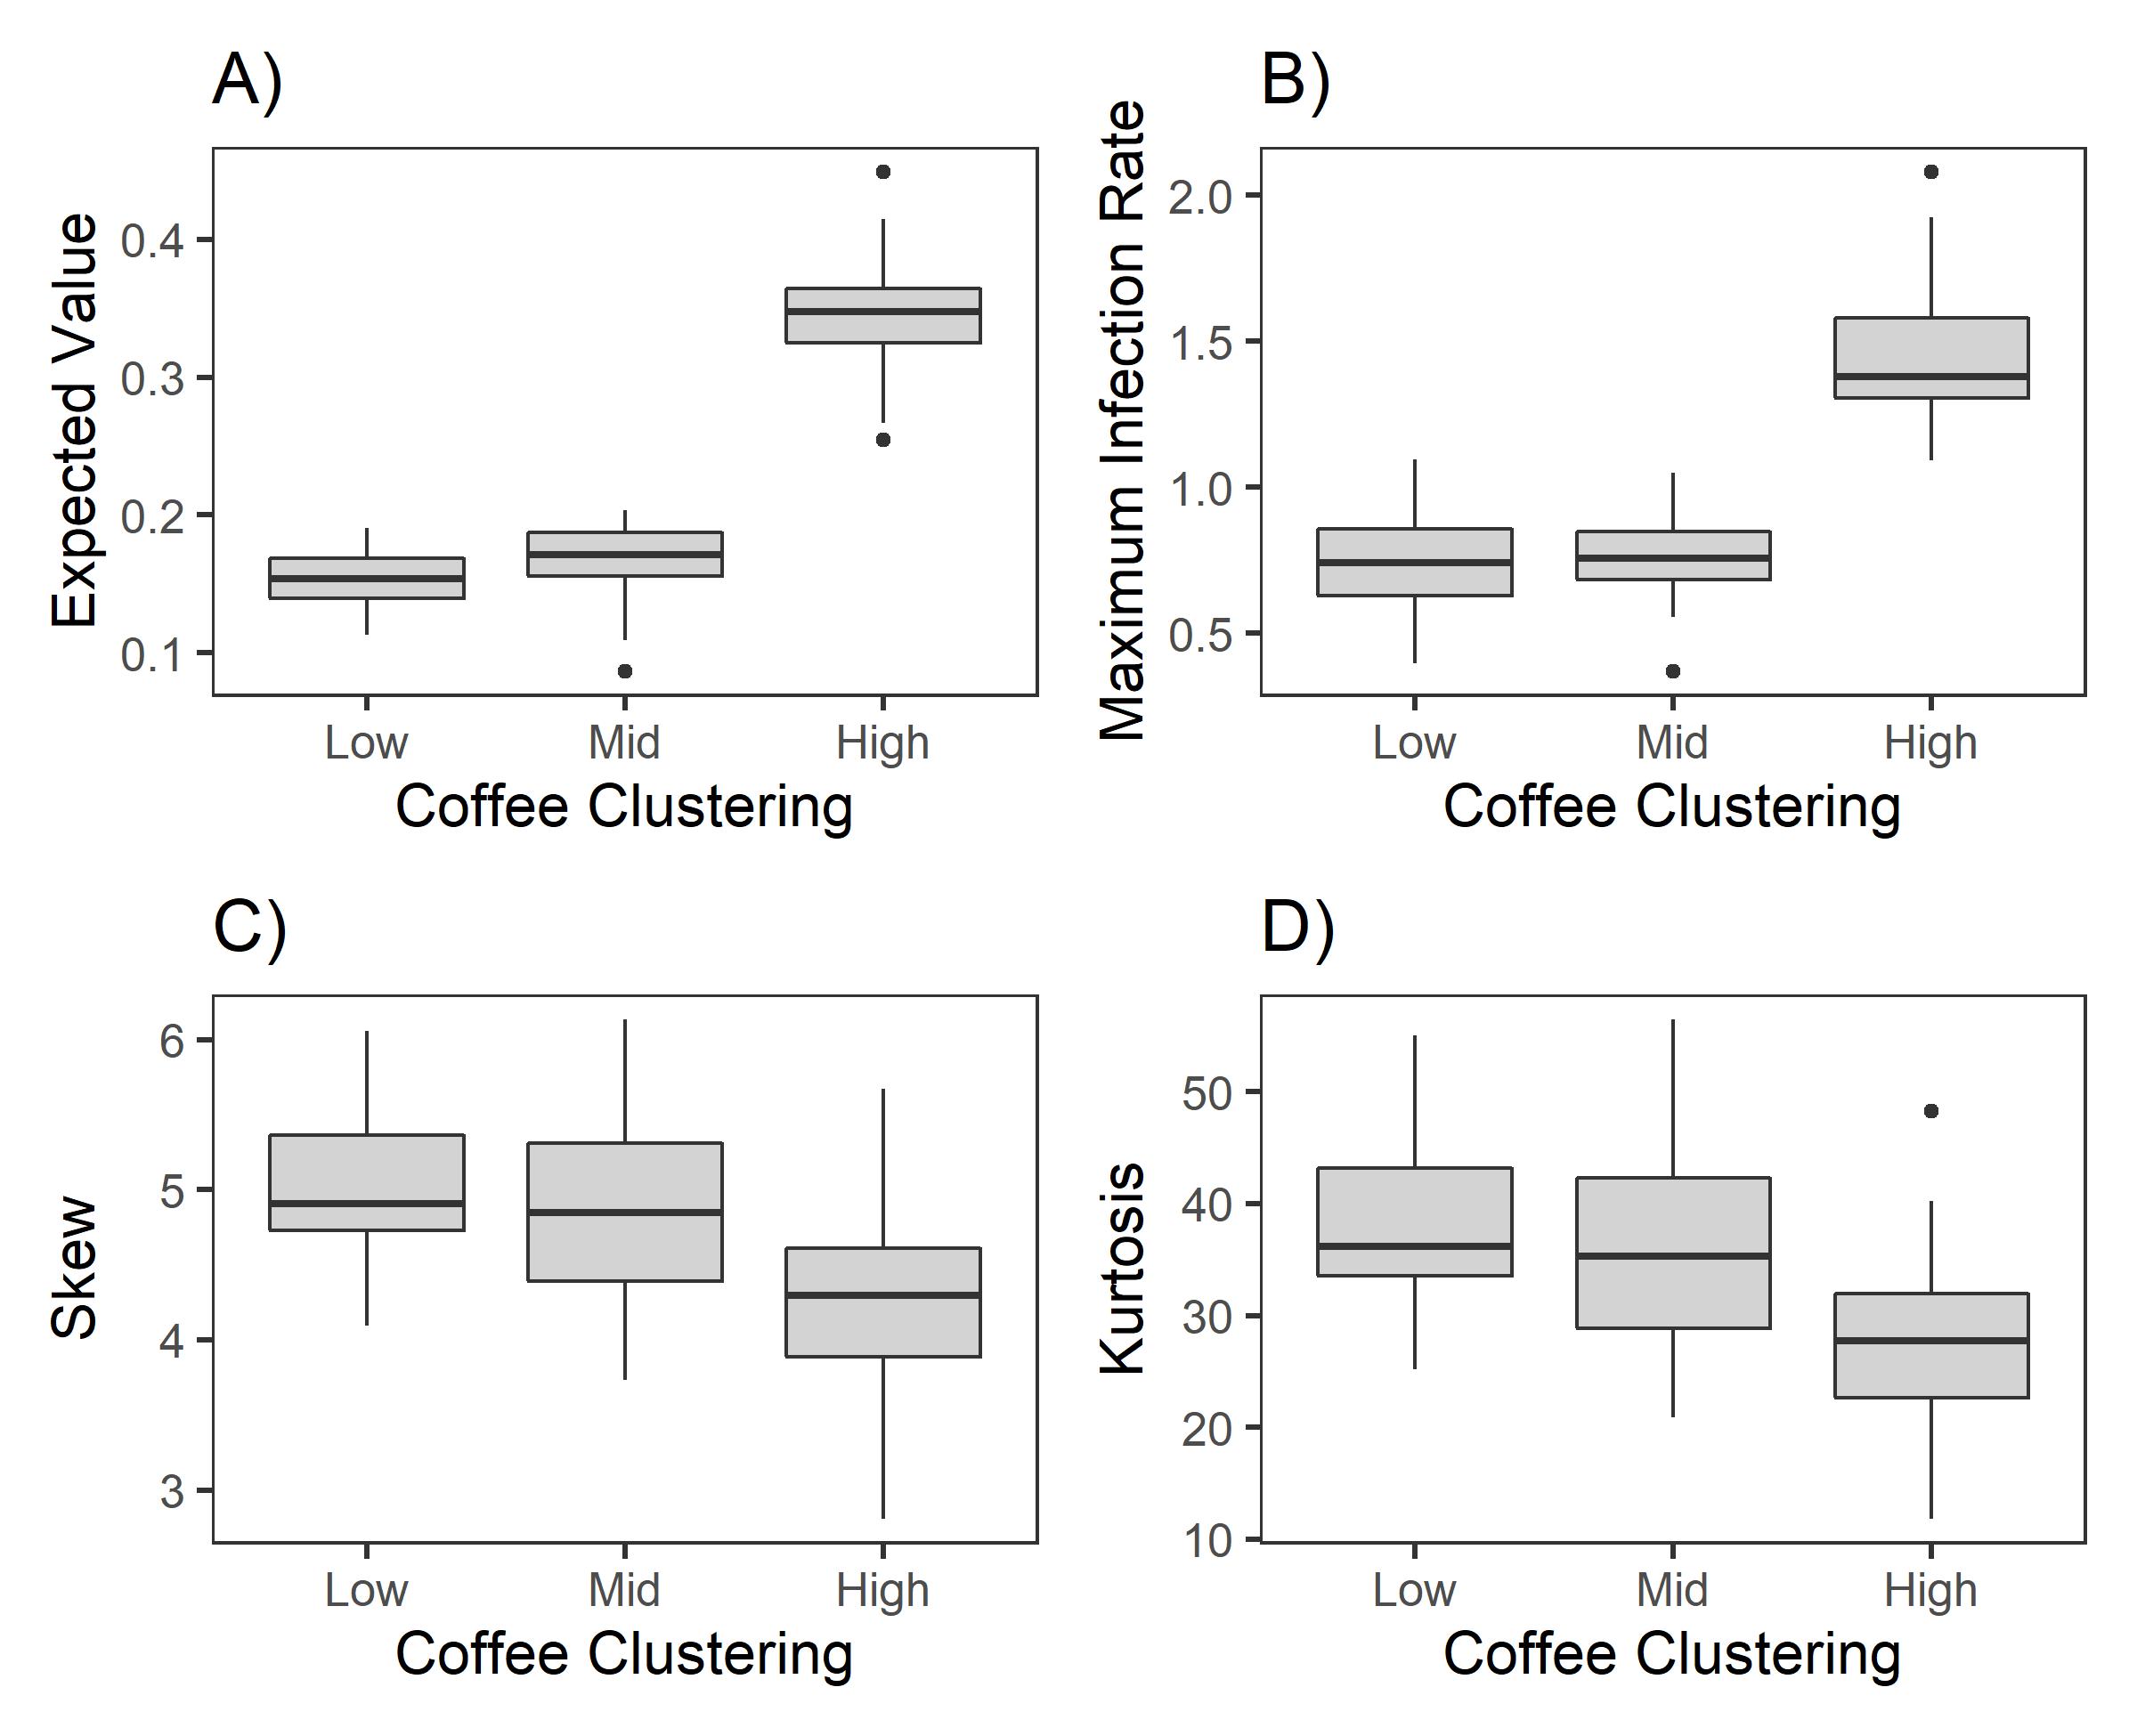 A)
Expected Value
0.4
0.3
0.2
0.1
Low Mid High
Coffee Clustering
B)
Maximum Infection Rate
2.0
1.5
1.0
0.5
Low Mid High
Coffee Clustering
C)
Skew
6
5
4
3
Low Mid High
Coffee Clustering
D)
Kurtosis
50
40
30
20
10
Low Mid High
Coffee Clustering